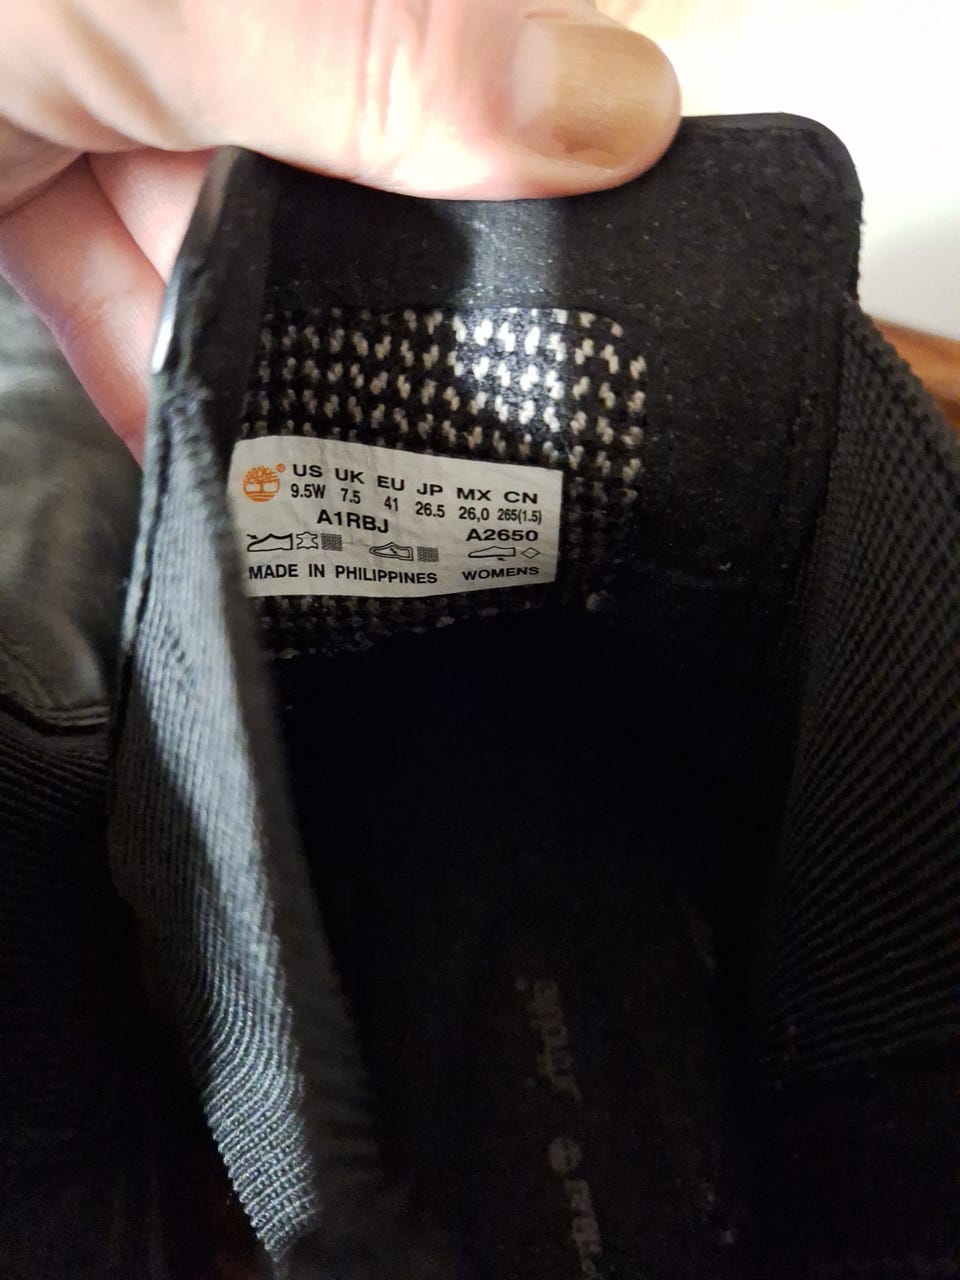 US UK EU JP MX CN
9.5W 7.5 41 26.5 26,0 265(1.5)
A1RBJ A2650
MADE IN PHILIPPINES WOMENS